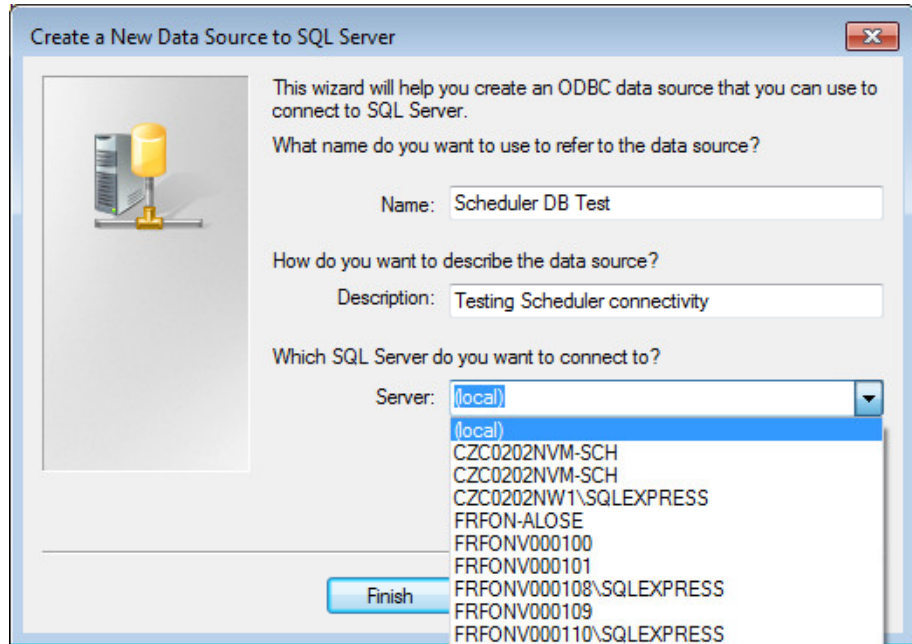 Create a New Data Source to SQL Server
This wizard will help you create an ODBC data source that you can use to
connect to SQL Server.
What name do you want to use to refer to the data source?
Name: Scheduler DB Test
How do you want to describe the data source?
Description: Testing Scheduler connectivity
Which SQL Server do you want to connect to?
Server: (local)
(local)
CZC0202NVM-SCH
CZC0202NVM-SCH
CZC0202NW1\SQLEXPRESS
FRFON-ALOSE
FRFONV000100
FRFONV000101
FRFONV000108\SQLEXPRESS
FRFONV000109
FRFONV000110\SQLEXPRESS
Finish